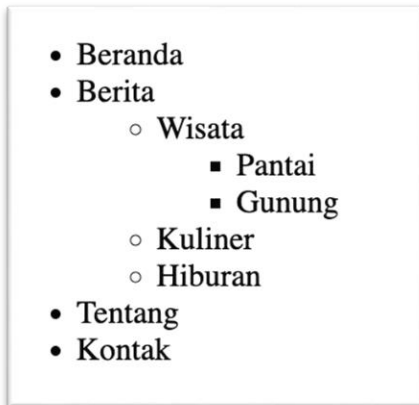 Beranda
Berita
Wisata
Pantai
Gunung
Kuliner
Hiburan
Tentang
Kontak